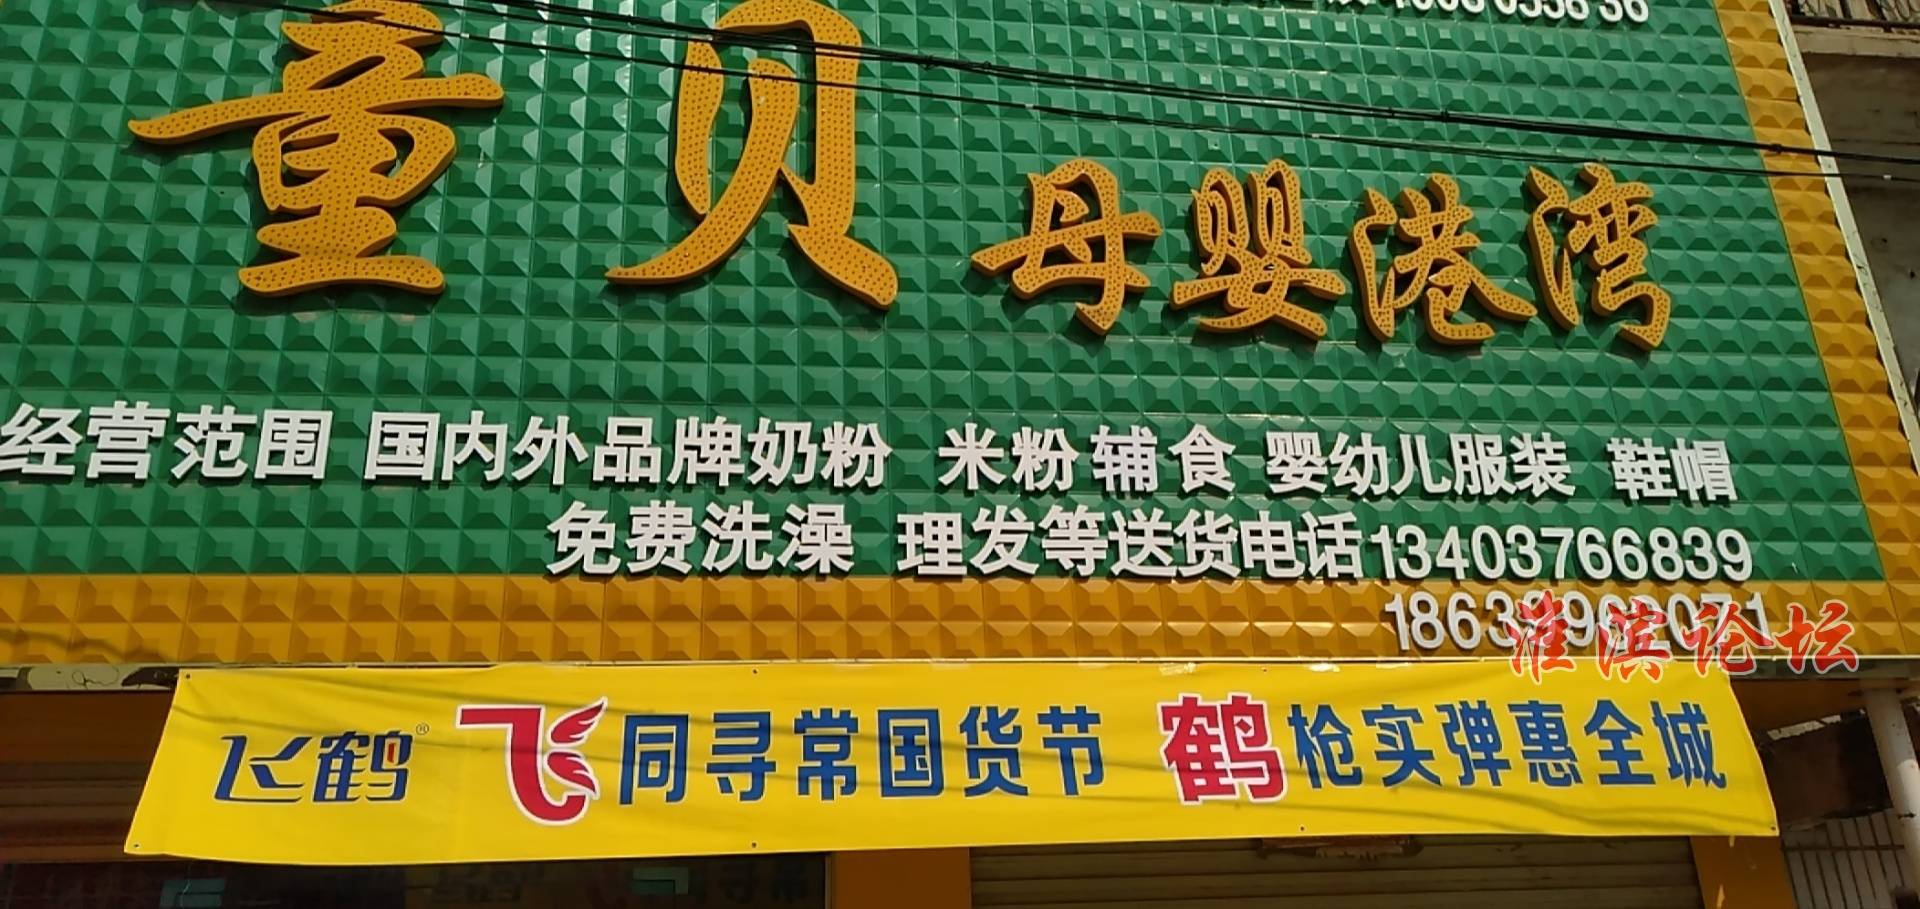 童贝母婴港湾
经营范围 国内外品牌奶粉 米粉 辅食 婴幼儿服装 鞋帽
免费洗澡 理发等送货电话13403766839
淮滨论坛
飞鹤® 飞同寻常国货节 鹤枪实弹惠全城